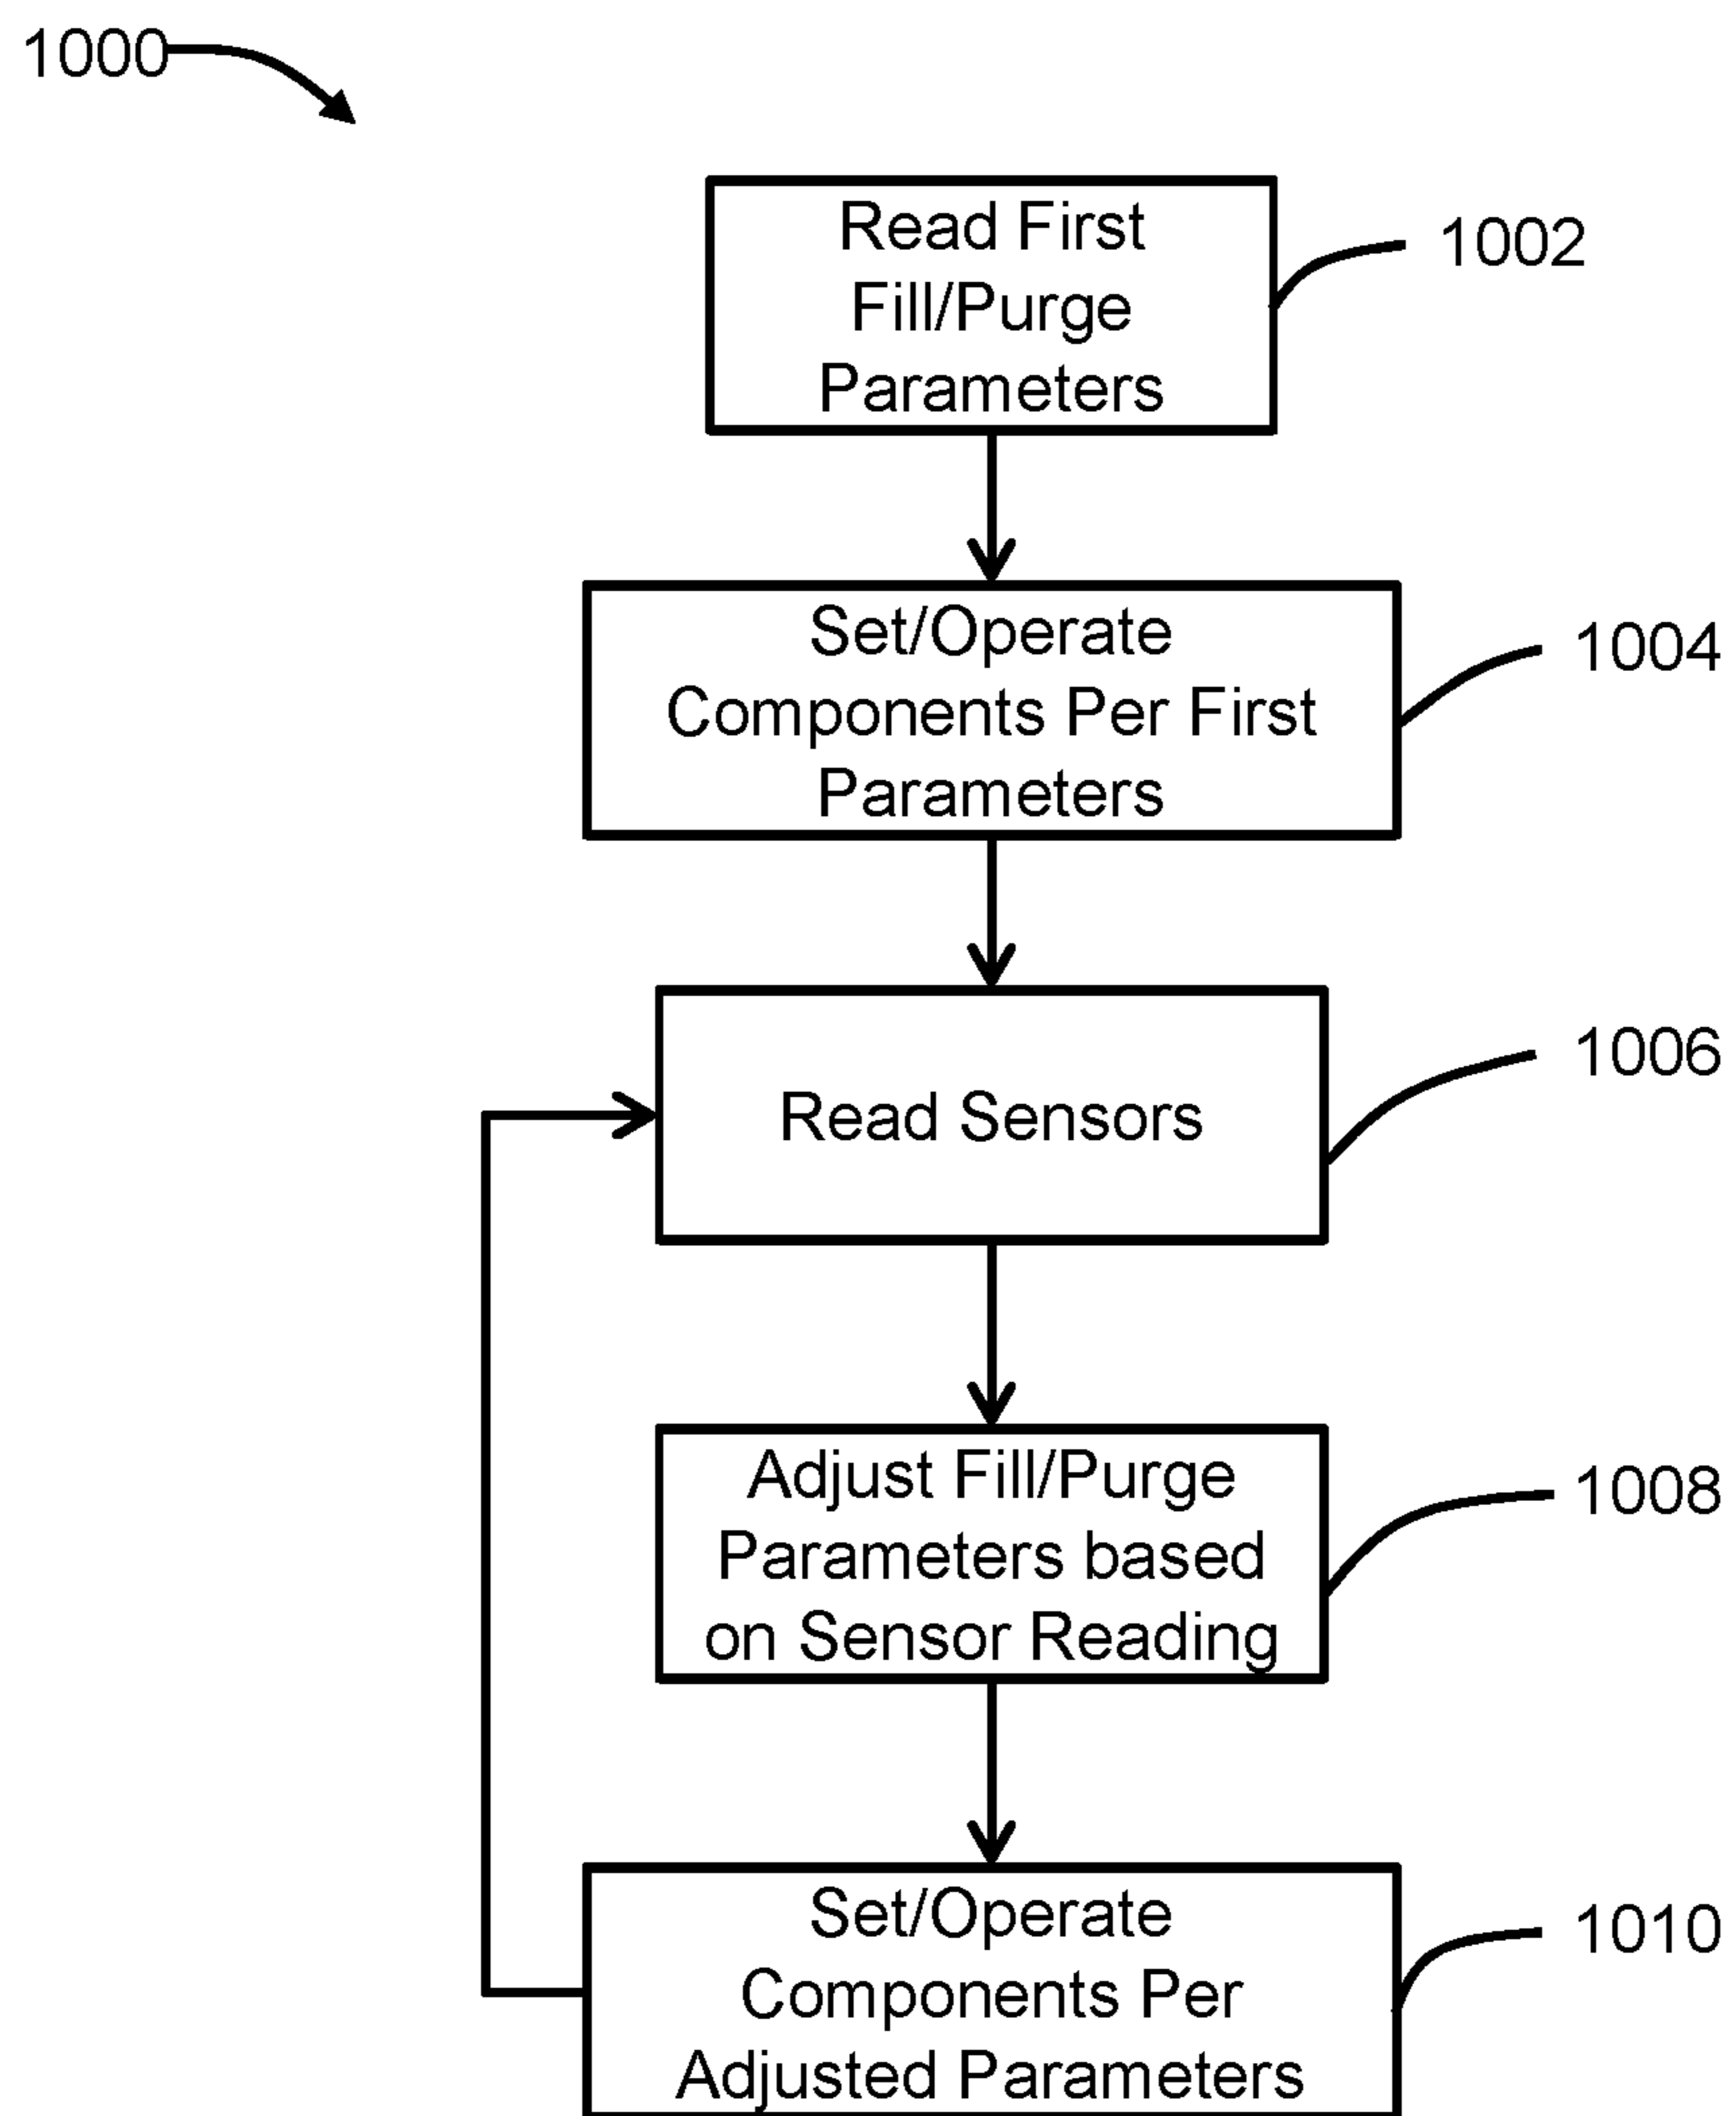 1000
Read First
Fill/Purge
Parameters
1002
Set/Operate
Components Per First
Parameters
1004
Read Sensors
1006
Adjust Fill/Purge
Parameters based
on Sensor Reading
1008
Set/Operate
Components Per
Adjusted Parameters
1010